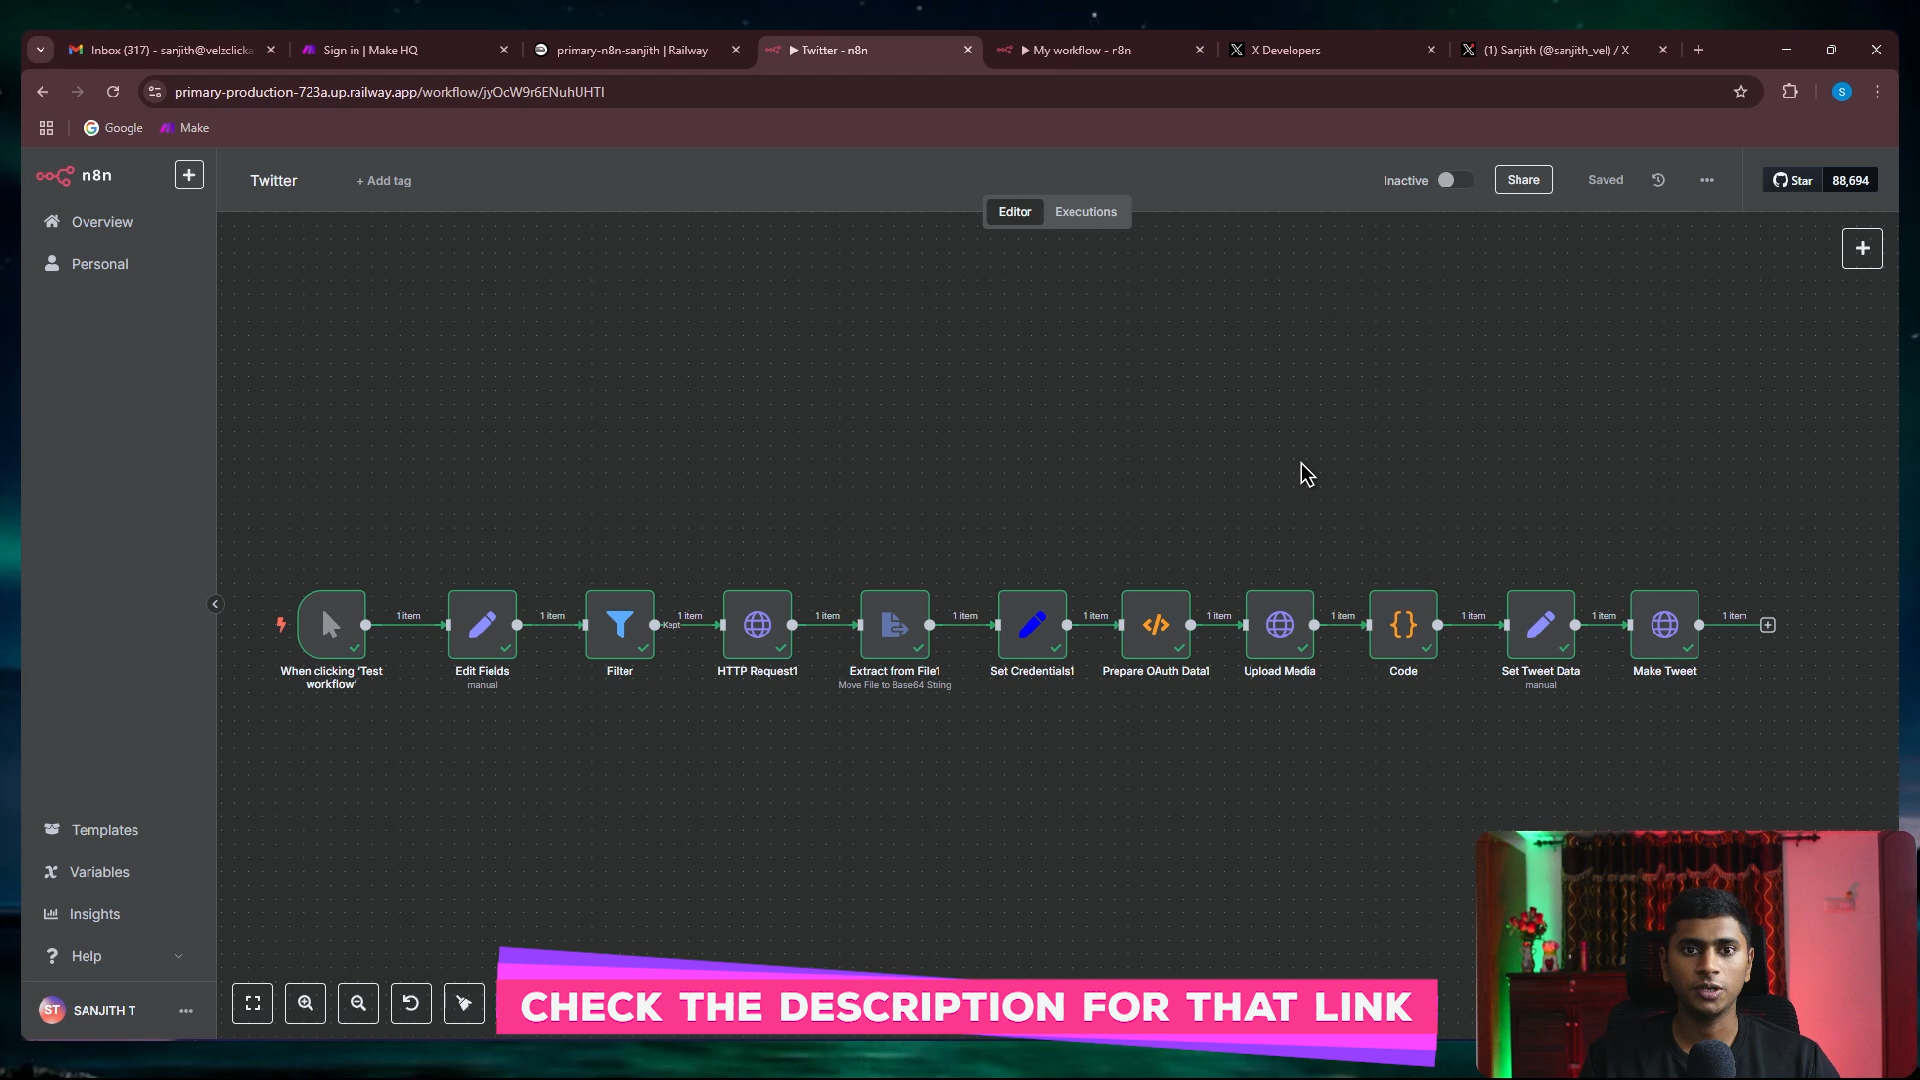 Inbox (317) - sanjith@velzclicka
Sign in | Make HQ
primary-n8n-sanjith | Railway
▶ Twitter - n8n
▶ My workflow - n8n
X Developers
(1) Sanjith (@sanjith_vel) / X
primary-production-723a.up.railway.app/workflow/jyOcW9r6ENuhUHTI
S
Google
Make
n8n
Twitter
+ Add tag
Inactive
Share
Saved
Star
88,694
Editor
Executions
Overview
Personal
1 item
1 item
1 item
1 item
1 item
1 item
1 item
1 item
1 item
1 item
1 item
Kept
When clicking 'Test
workflow'
Edit Fields
manual
Filter
HTTP Request1
Extract from File1
Move File to Base64 String
Set Credentials1
Prepare OAuth Data1
Upload Media
Code
Set Tweet Data
manual
Make Tweet
Templates
Variables
Insights
Help
ST
SANJITH T
CHECK THE DESCRIPTION FOR THAT LINK